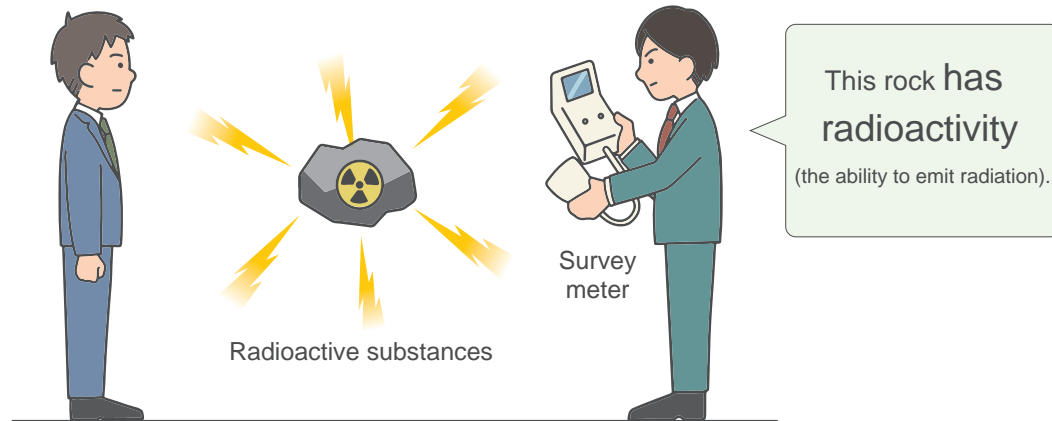 This rock has
radioactivity
(the ability to emit radiation).
Survey
meter
Radioactive substances